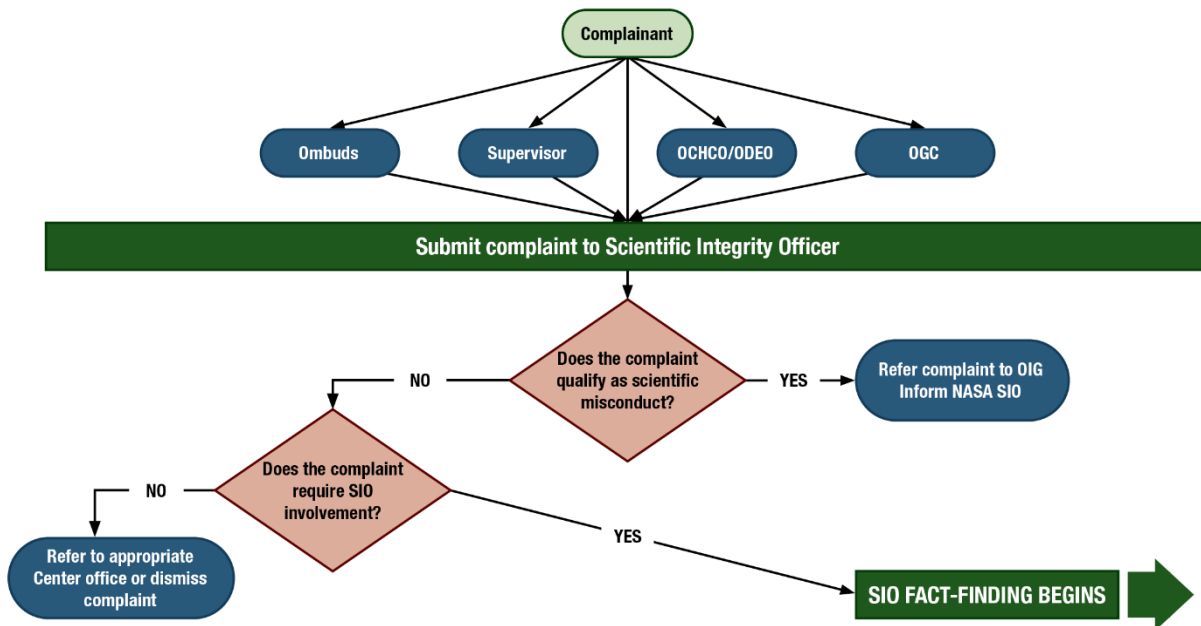 Complainant
Ombuds
Supervisor
OCHCO/ODEO
OGC
Submit complaint to Scientific Integrity Officer
Does the complaint
qualify as scientific
misconduct?
NO
YES
Refer complaint to OIG
Inform NASA SIO
Does the complaint
require SIO
involvement?
NO
YES
Refer to appropriate
Center office or dismiss
complaint
SIO FACT-FINDING BEGINS